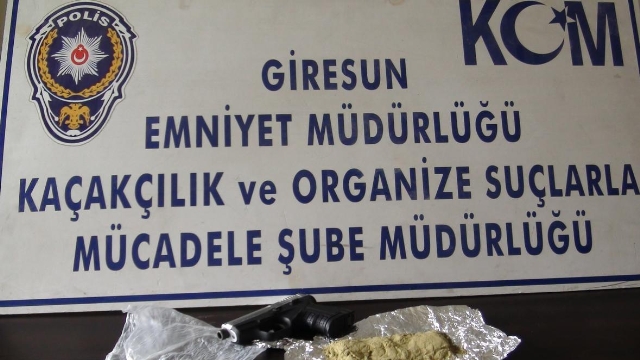 POLİS
KOM
GİRESUN
EMNİYET MÜDÜRLÜĞÜ
KAÇAKÇILIK ve ORGANİZE SUÇLARLA
MÜCADELE ŞUBE MÜDÜRLÜĞÜ